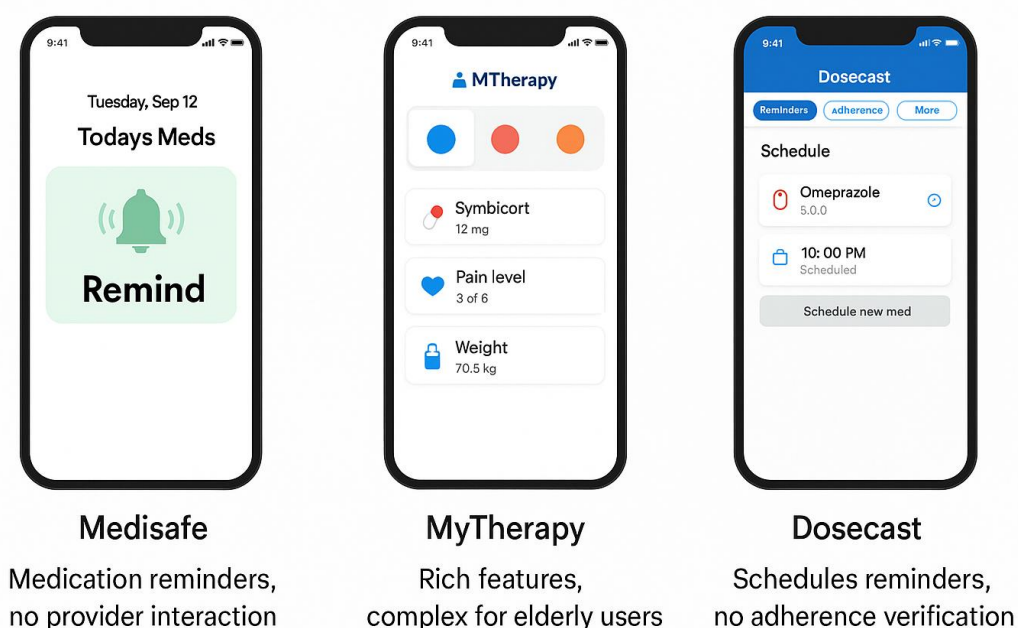 9:41
Tuesday, Sep 12
Todays Meds
Remind
Medisafe
Medication reminders,
no provider interaction
9:41
MTherapy
Symbicort
12 mg
Pain level
3 of 6
Weight
70.5 kg
MyTherapy
Rich features,
complex for elderly users
9:41
Dosecast
Reminders Adherence More
Schedule
Omeprazole
5.0.0
10: 00 PM
Scheduled
Schedule new med
Dosecast
Schedules reminders,
no adherence verification